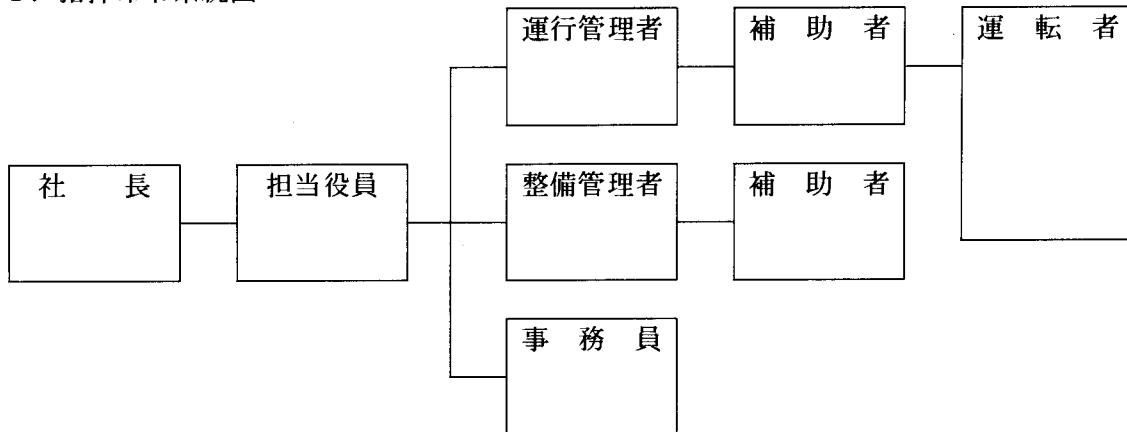 運行管理者
補助者
運転者
社長
担当役員
整備管理者
補助者
事務員